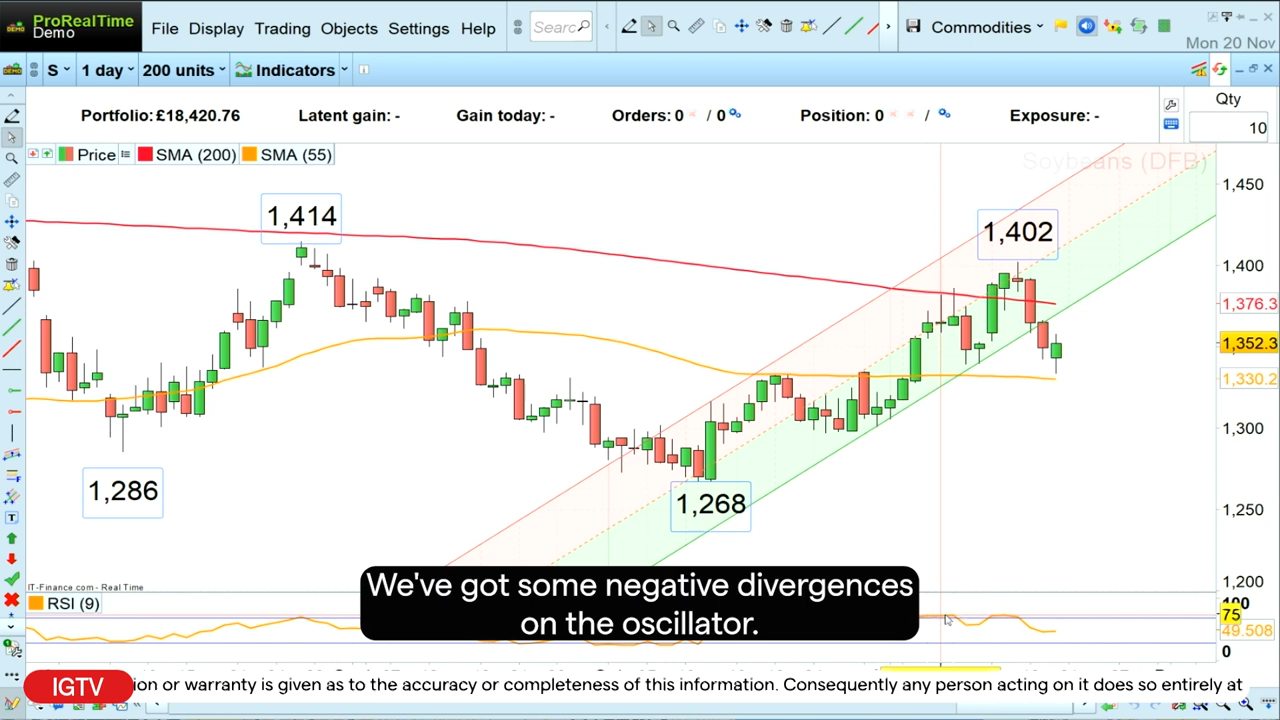 ProRealTime
Demo
File Display Trading Objects Settings Help
Searc
Commodities
Mon 20 Nov
DEMO S 1 day 200 units Indicators
Portfolio: £18,420.76 Latent gain: - Gain today: - Orders: 0 / 0 Position: 0 / Exposure: -
Qty
10
Price SMA (200) SMA (55)
Soybeans (DFB)
1,450
1,414
1,402
1,400
1,376.3
1,352.3
1,330.2
1,300
1,286
1,268
1,250
1,200
IT-Finance.com - Real Time
We've got some negative divergences
on the oscillator.
RSI (9)
100
75
49.508
0
IGTV
ion or warranty is given as to the accuracy or completeness of this information. Consequently any person acting on it does so entirely at